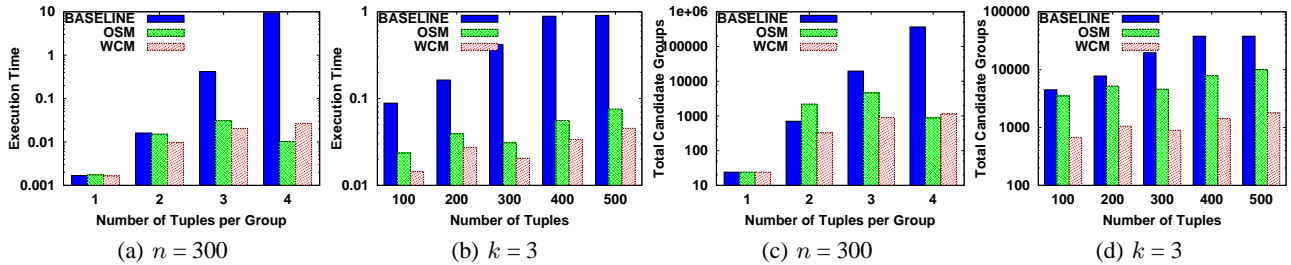 Execution Time
10
1
0.1
0.01
0.001
BASELINE
OSM
WCM
1 2 3 4
Number of Tuples per Group
(a) n = 300
Execution Time
1
0.1
0.01
BASELINE
OSM
WCM
100 200 300 400 500
Number of Tuples
(b) k = 3
Total Candidate Groups
1e+06
100000
10000
1000
100
10
BASELINE
OSM
WCM
1 2 3 4
Number of Tuples per Group
(c) n = 300
Total Candidate Groups
100000
10000
1000
100
BASELINE
OSM
WCM
100 200 300 400 500
Number of Tuples
(d) k = 3